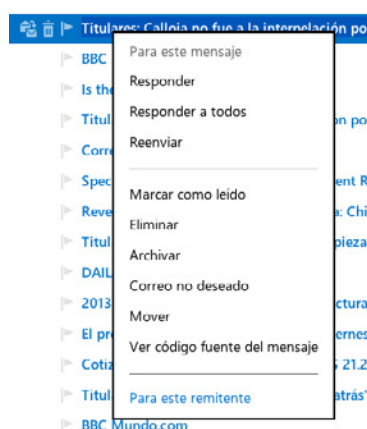 Titulares: Calloia no fue a la interpelación po
Para este mensaje
BBC
Responder
Is the
Responder a todos
Titul
n po
Reenviar
Corre
Spec
ent R
Marcar como leído
Reve
a: Chi
Eliminar
Titul
pieza
Archivar
DAIL
Correo no deseado
2013
ctura
Mover
El pr
ernes
Ver código fuente del mensaje
Cotiz
21.2
Titul
Para este remitente
atrás"
BBC Mundo.com